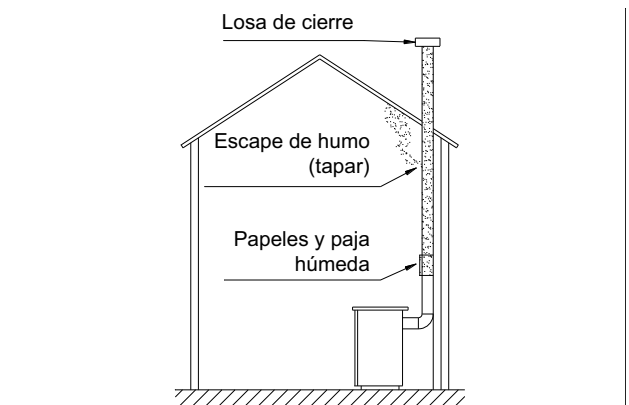 Losa de cierre
Escape de humo
(tapar)
Papeles y paja
húmeda